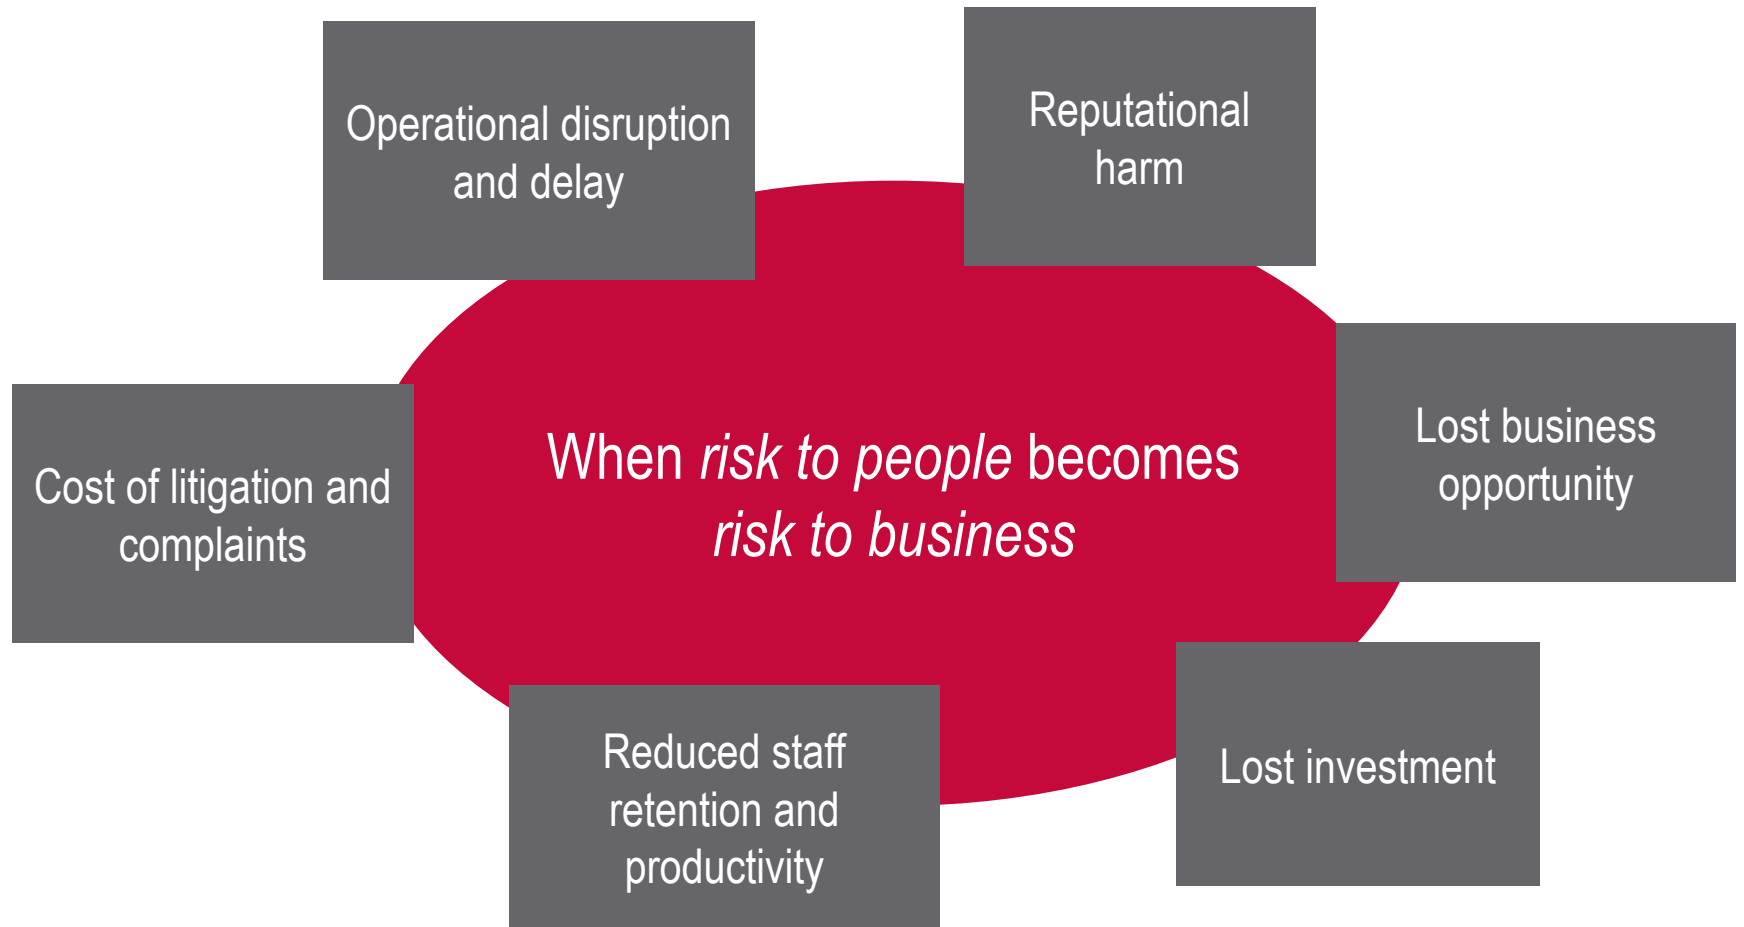 Operational disruption
and delay
Reputational
harm
Cost of litigation and
complaints
When risk to people becomes
risk to business
Lost business
opportunity
Reduced staff
retention and
productivity
Lost investment